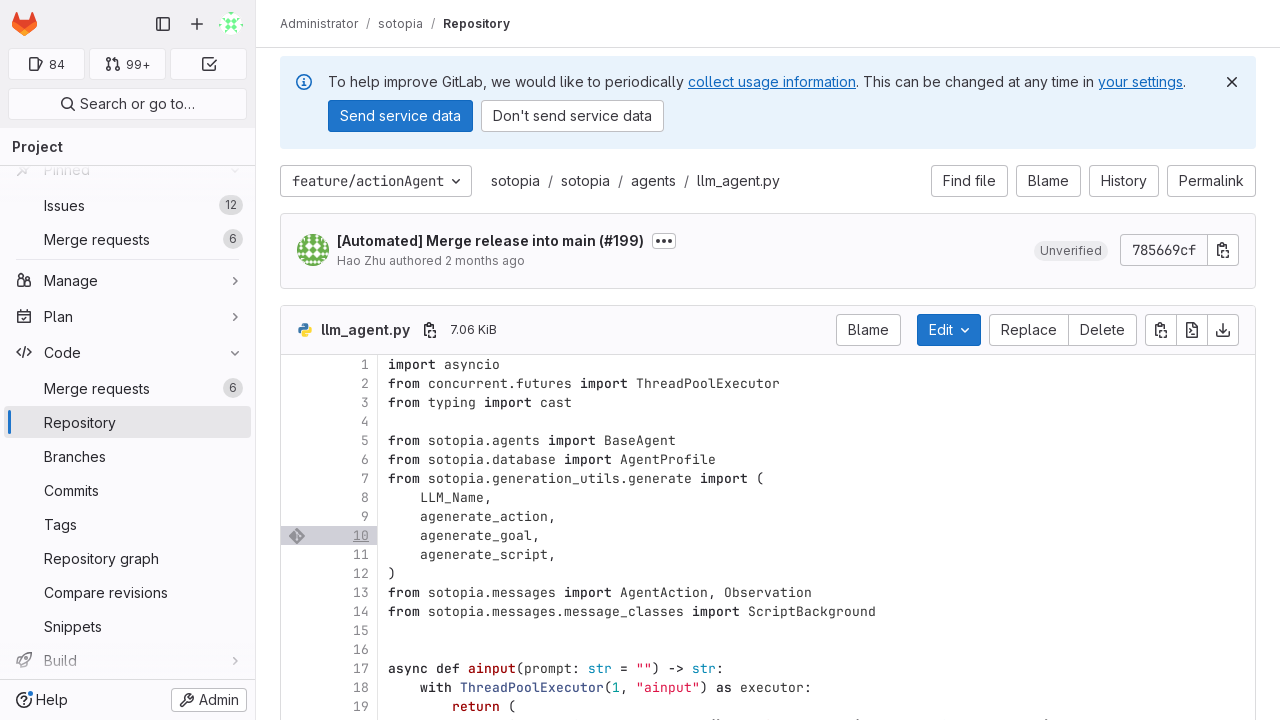 Administrator / sotopia / Repository
84
99+
Search or go to…
Project
Pinned
Issues 12
Merge requests 6
Manage
Plan
Code
Merge requests 6
Repository
Branches
Commits
Tags
Repository graph
Compare revisions
Snippets
Build
Help
Admin
To help improve GitLab, we would like to periodically collect usage information. This can be changed at any time in your settings.
Send service data
Don't send service data
feature/actionAgent
sotopia / sotopia / agents / llm_agent.py
Find file
Blame
History
Permalink
[Automated] Merge release into main (#199)
Hao Zhu authored 2 months ago
Unverified
785669cf
llm_agent.py
7.06 KiB
Blame
Edit
Replace
Delete
1 import asyncio
2 from concurrent.futures import ThreadPoolExecutor
3 from typing import cast
4
5 from sotopia.agents import BaseAgent
6 from sotopia.database import AgentProfile
7 from sotopia.generation_utils.generate import (
8     LLM_Name,
9     agenerate_action,
10     agenerate_goal,
11     agenerate_script,
12 )
13 from sotopia.messages import AgentAction, Observation
14 from sotopia.messages.message_classes import ScriptBackground
15
16
17 async def ainput(prompt: str = "") -> str:
18     with ThreadPoolExecutor(1, "ainput") as executor:
19         return (